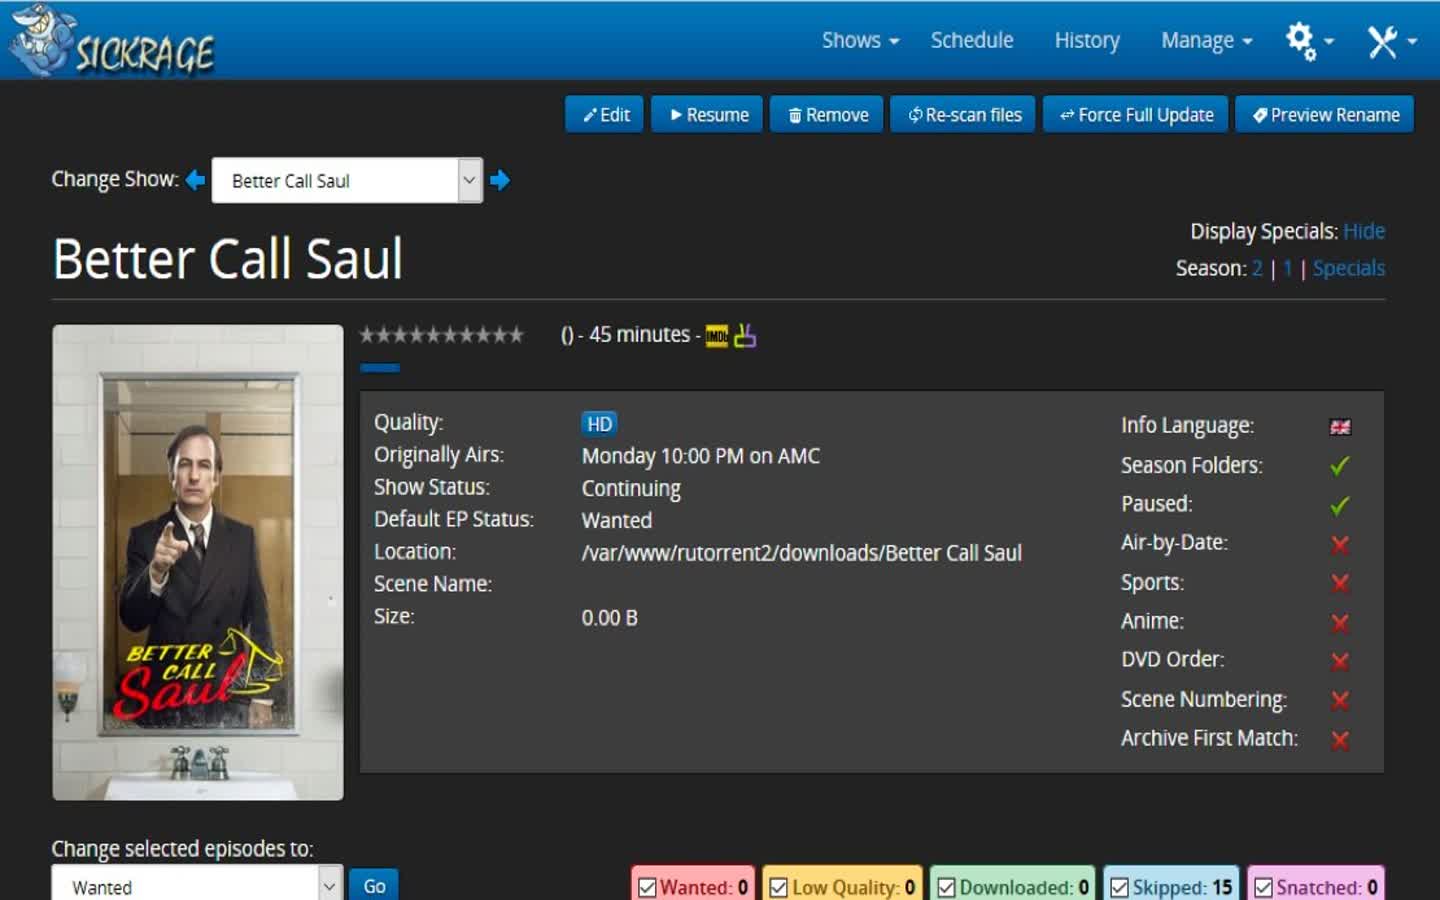 SICKRAGE
Shows Schedule History Manage
Edit Resume Remove Re-scan files Force Full Update Preview Rename
Change Show: Better Call Saul
Display Specials: Hide
Better Call Saul
Season: 2 | 1 | Specials
() - 45 minutes - IMDb
Quality: HD
Originally Airs: Monday 10:00 PM on AMC
Show Status: Continuing
Default EP Status: Wanted
Location: /var/www/rutorrent2/downloads/Better Call Saul
Scene Name:
Size: 0.00 B
Info Language:
Season Folders:
Paused:
Air-by-Date:
Sports:
Anime:
DVD Order:
Scene Numbering:
Archive First Match:
BETTER
CALL
Saul
Change selected episodes to:
Wanted Go
Wanted: 0 Low Quality: 0 Downloaded: 0 Skipped: 15 Snatched: 0